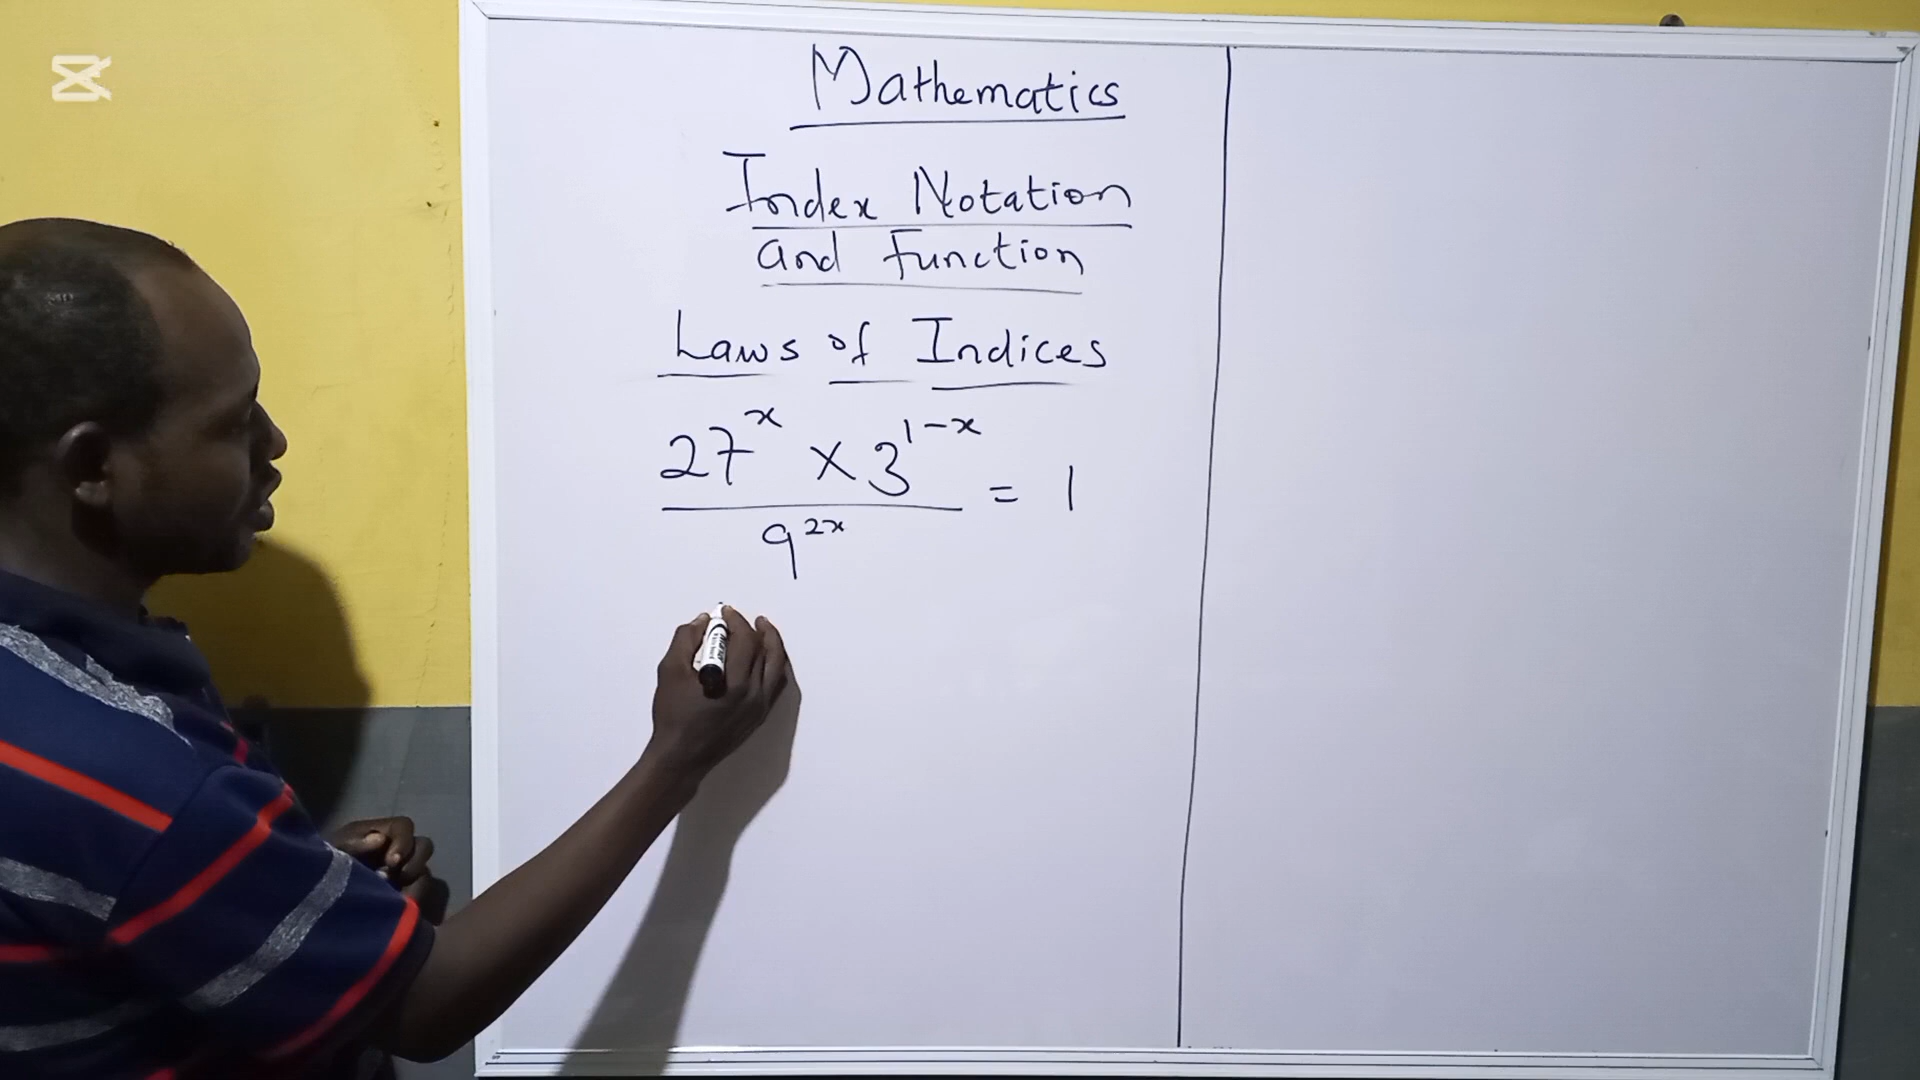 Mathematics
Index Notation
and Function
Laws of Indices
27^x × 3^(1-x)
= 1
9^(2x)